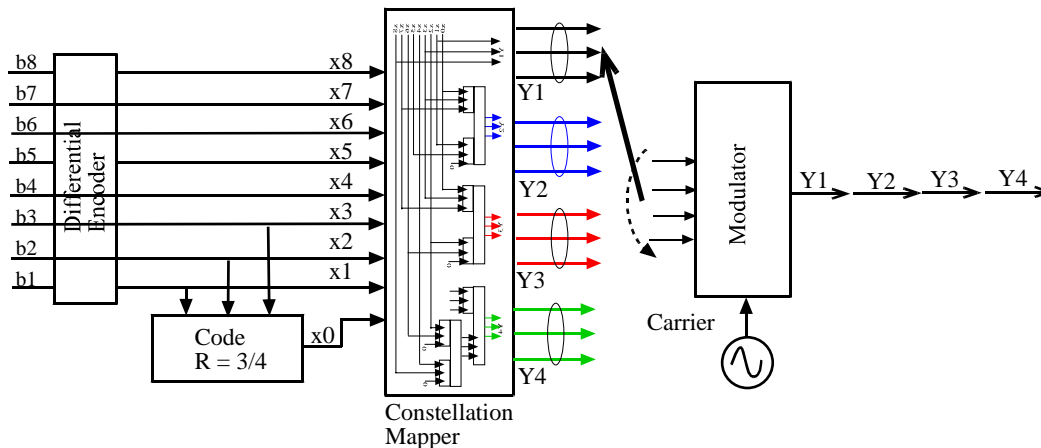 b8
b7
b6
b5
b4
b3
b2
b1
Differential
Encoder
x8
x7
x6
x5
x4
x3
x2
x1
Code
R = 3/4
x0
Y1
Y2
Y3
Y4
Constellation
Mapper
Modulator
Carrier
Y1
Y2
Y3
Y4